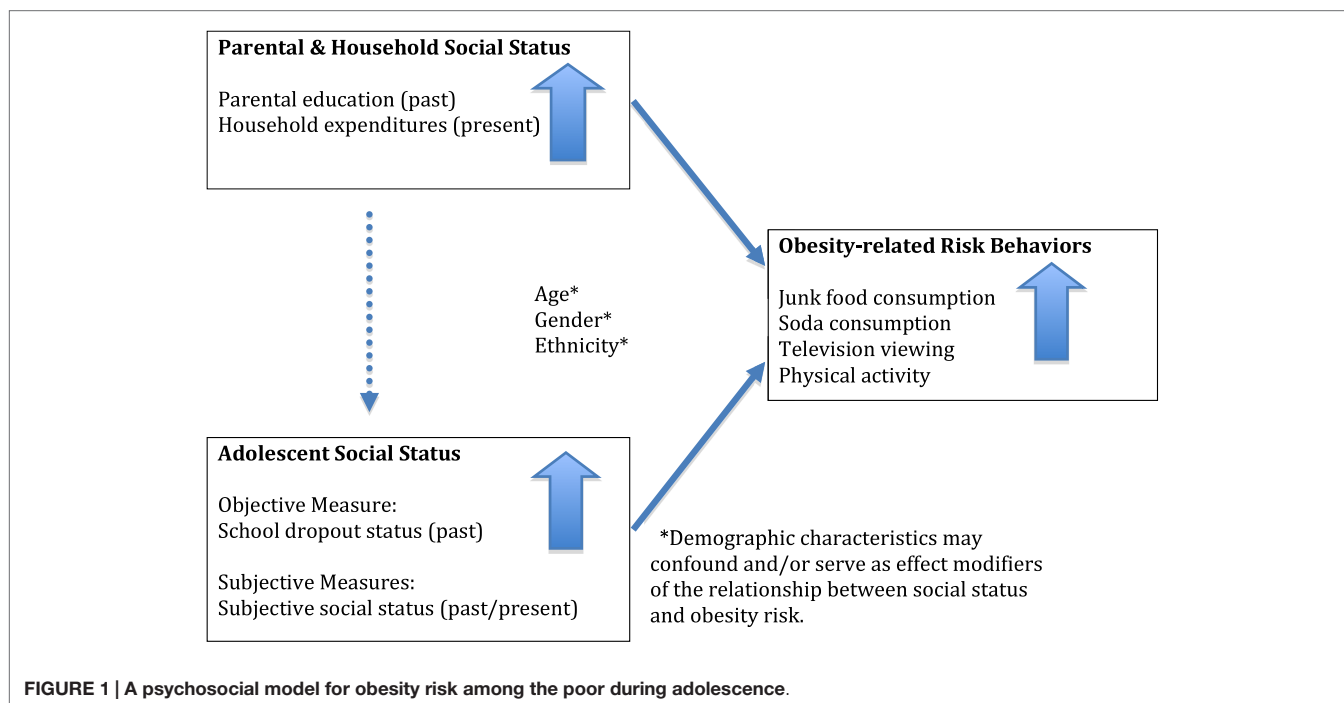 Parental & Household Social Status
Parental education (past)
Household expenditures (present)
Obesity-related Risk Behaviors
Junk food consumption
Soda consumption
Television viewing
Physical activity
Age*
Gender*
Ethnicity*
Adolescent Social Status
Objective Measure:
School dropout status (past)
Subjective Measures:
Subjective social status (past/present)
*Demographic characteristics may
confound and/or serve as effect modifiers
of the relationship between social status
and obesity risk.
FIGURE 1 | A psychosocial model for obesity risk among the poor during adolescence.